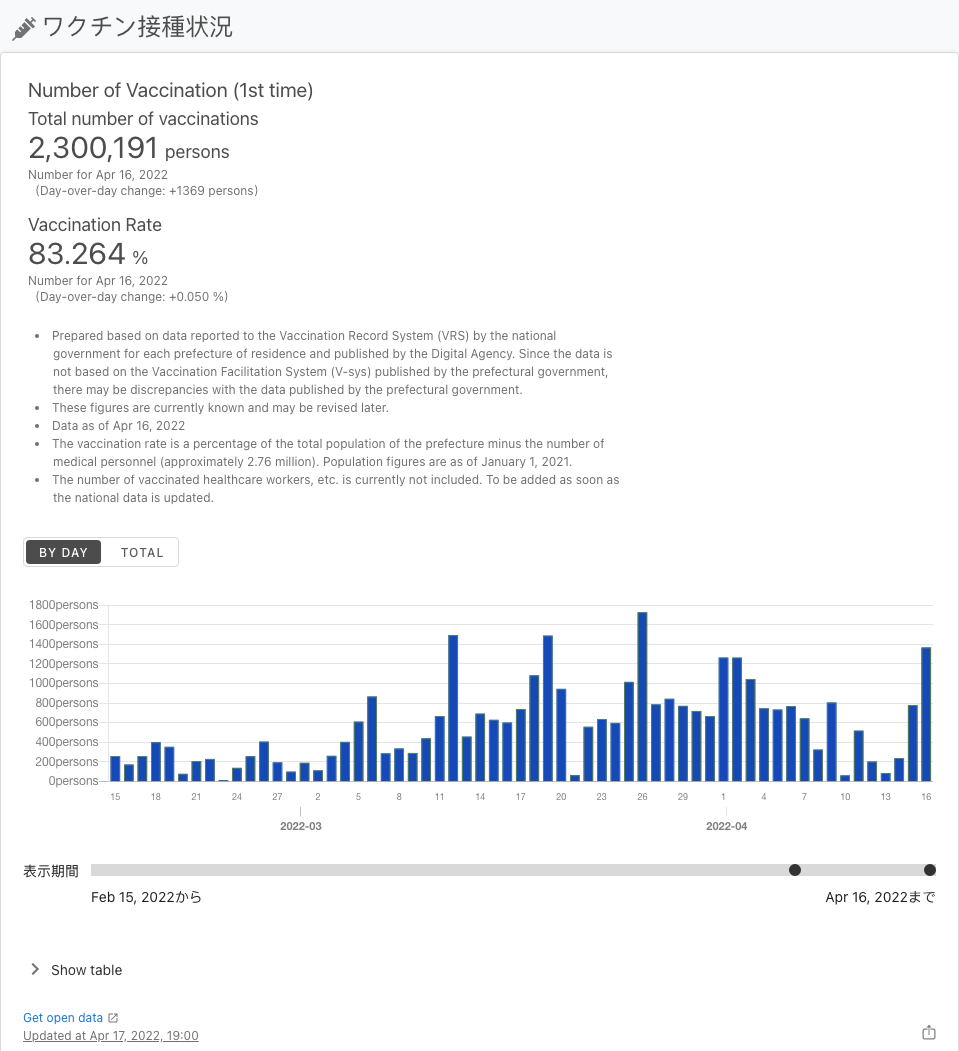 ワクチン接種状況
Number of Vaccination (1st time)
Total number of vaccinations
2,300,191 persons
Number for Apr 16, 2022
(Day-over-day change: +1369 persons)
Vaccination Rate
83.264 %
Number for Apr 16, 2022
(Day-over-day change: +0.050 %)
• Prepared based on data reported to the Vaccination Record System (VRS) by the national
government for each prefecture of residence and published by the Digital Agency. Since the data is
not based on the Vaccination Facilitation System (V-sys) published by the prefectural government,
there may be discrepancies with the data published by the prefectural government.
• These figures are currently known and may be revised later.
• Data as of Apr 16, 2022
• The vaccination rate is a percentage of the total population of the prefecture minus the number of
medical personnel (approximately 2.76 million). Population figures are as of January 1, 2021.
• The number of vaccinated healthcare workers, etc. is currently not included. To be added as soon as
the national data is updated.
BY DAY TOTAL
1800persons
1600persons
1400persons
1200persons
1000persons
800persons
600persons
400persons
200persons
0persons
15 18 21 24 27 2 5 8 11 14 17 20 23 26 29 1 4 7 10 13 16
2022-03 2022-04
表示期間
Feb 15, 2022から Apr 16, 2022まで
Show table
Get open data
Updated at Apr 17, 2022, 19:00